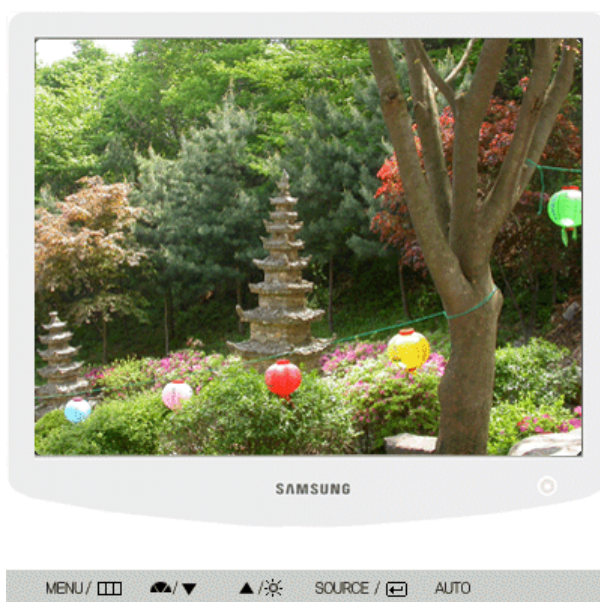 SAMSUNG
MENU / / ▼ ▲ / SOURCE / AUTO